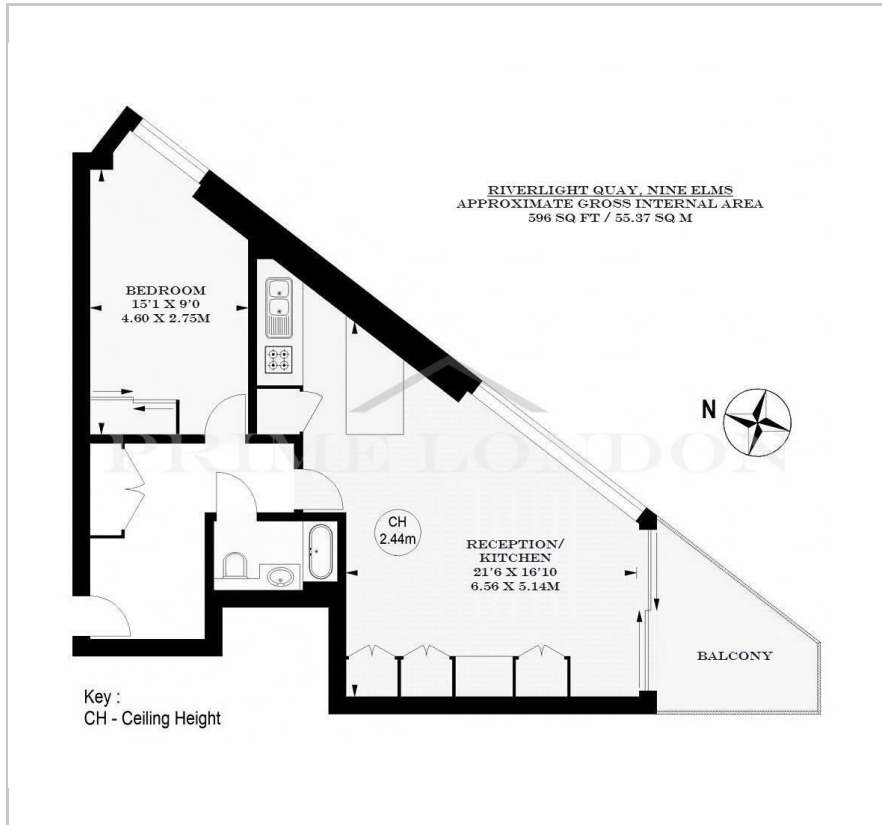 RIVERLIGHT QUAY, NINE ELMS
APPROXIMATE GROSS INTERNAL AREA
596 SQ FT / 55.37 SQ M
BEDROOM
15'1 X 9'0
4.60 X 2.75M
N
PRIME LONDON
CH
2.44m
RECEPTION/
KITCHEN
21'6 X 16'10
6.56 X 5.14M
BALCONY
Key :
CH - Ceiling Height